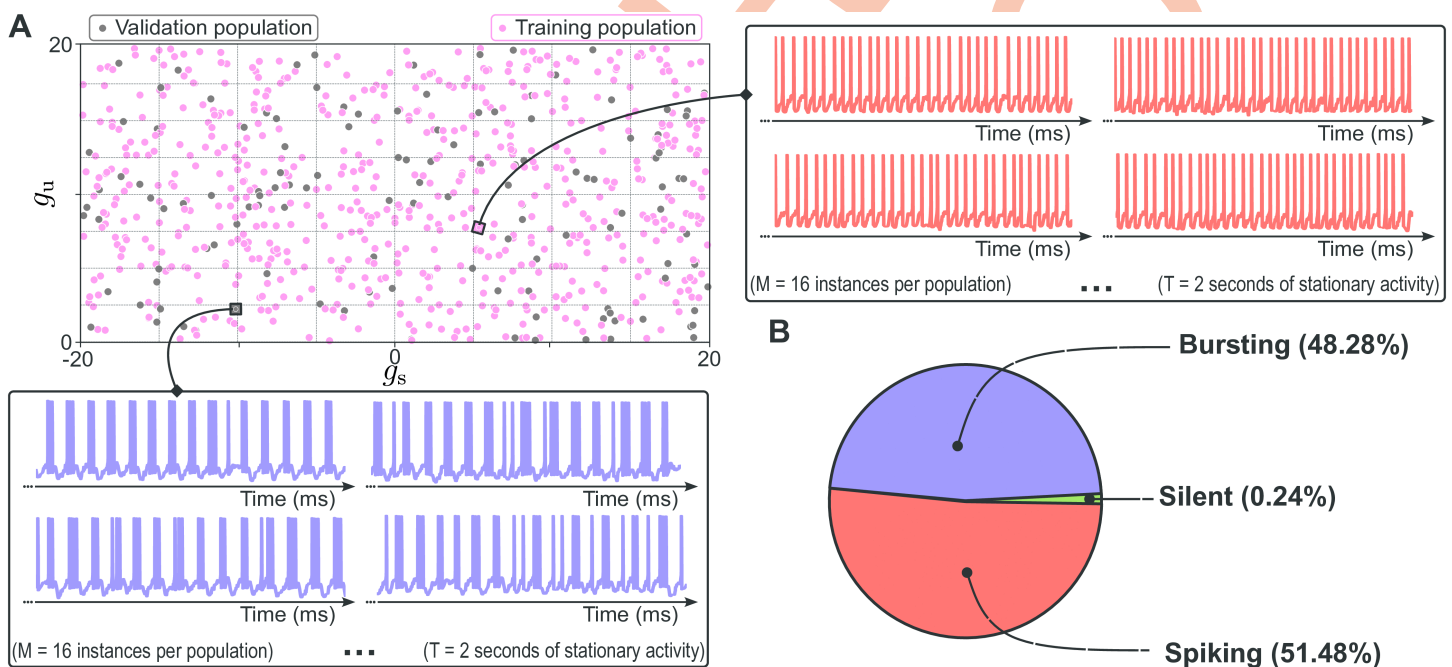 A
Validation population
Training population
20
g_u
0
-20
0
20
g_s
Time (ms)
Time (ms)
Time (ms)
Time (ms)
(M = 16 instances per population)
...
(T = 2 seconds of stationary activity)
Time (ms)
Time (ms)
Time (ms)
Time (ms)
(M = 16 instances per population)
...
(T = 2 seconds of stationary activity)
B
Bursting (48.28%)
Silent (0.24%)
Spiking (51.48%)